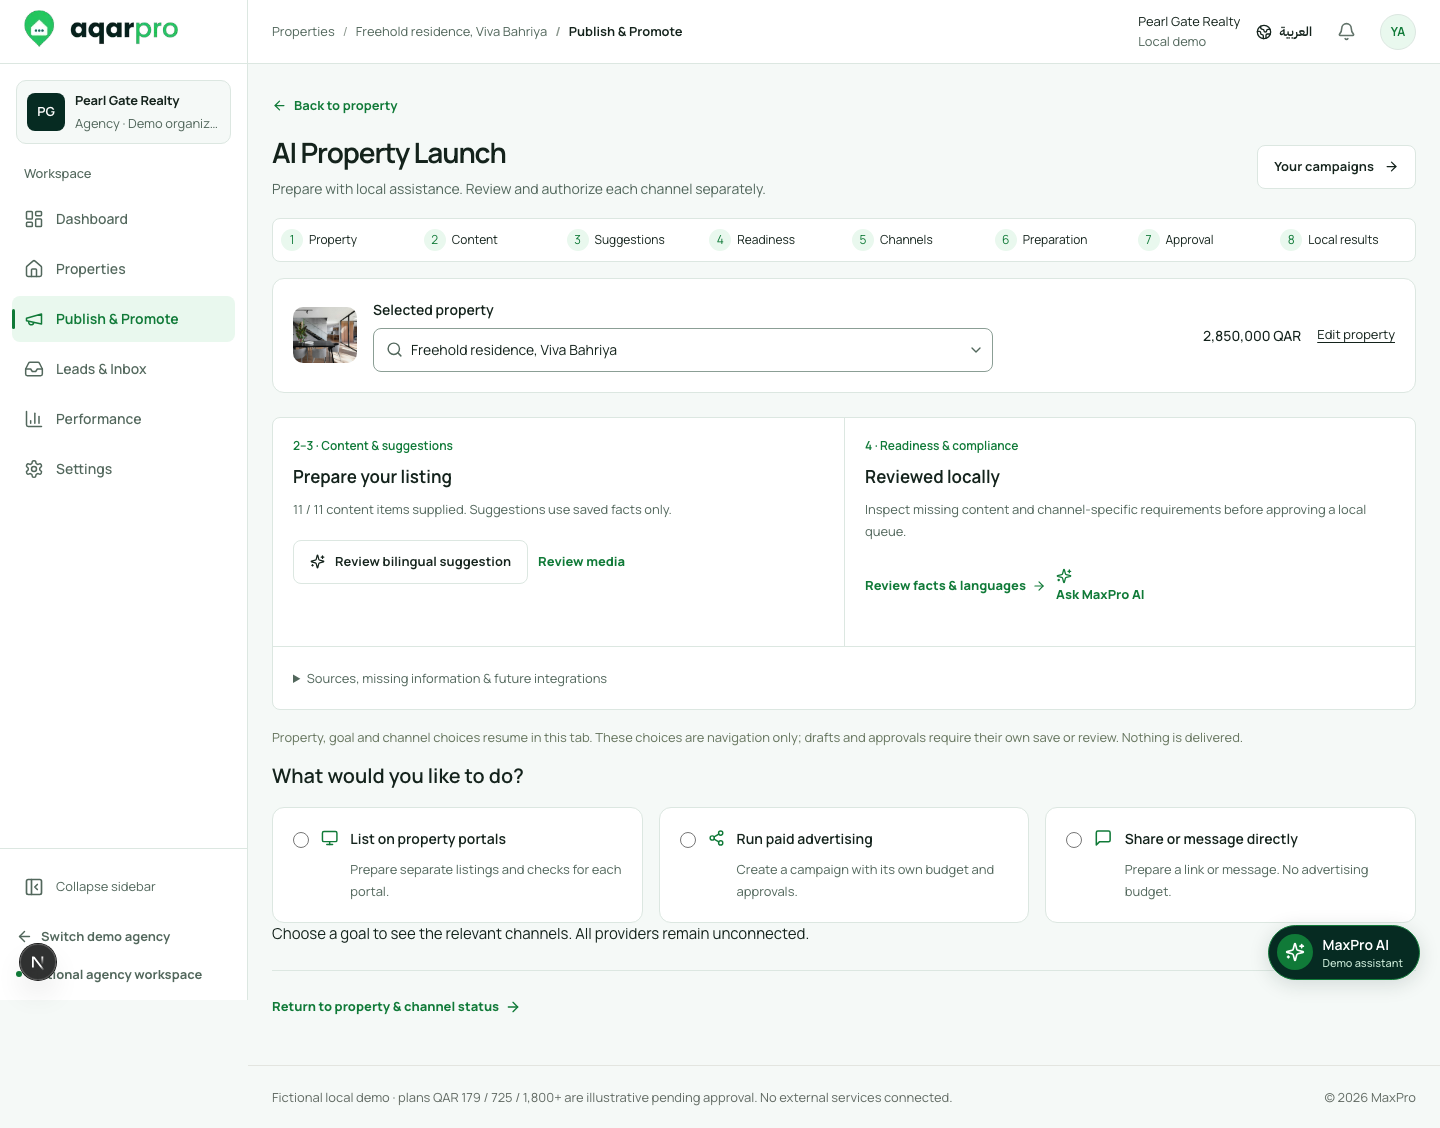 aqarpro
Properties / Freehold residence, Viva Bahriya / Publish & Promote
Pearl Gate Realty
Local demo
العربية
YA
PG
Pearl Gate Realty
Agency · Demo organiz...
Workspace
Dashboard
Properties
Publish & Promote
Leads & Inbox
Performance
Settings
Collapse sidebar
Switch demo agency
N
ional agency workspace
Back to property
AI Property Launch
Prepare with local assistance. Review and authorize each channel separately.
Your campaigns
1 Property
2 Content
3 Suggestions
4 Readiness
5 Channels
6 Preparation
7 Approval
8 Local results
Selected property
Freehold residence, Viva Bahriya
2,850,000 QAR
Edit property
2–3 · Content & suggestions
Prepare your listing
11 / 11 content items supplied. Suggestions use saved facts only.
Review bilingual suggestion
Review media
4 · Readiness & compliance
Reviewed locally
Inspect missing content and channel-specific requirements before approving a local
queue.
Review facts & languages
Ask MaxPro AI
Sources, missing information & future integrations
Property, goal and channel choices resume in this tab. These choices are navigation only; drafts and approvals require their own save or review. Nothing is delivered.
What would you like to do?
List on property portals
Prepare separate listings and checks for each
portal.
Run paid advertising
Create a campaign with its own budget and
approvals.
Share or message directly
Prepare a link or message. No advertising
budget.
Choose a goal to see the relevant channels. All providers remain unconnected.
MaxPro AI
Demo assistant
Return to property & channel status
Fictional local demo · plans QAR 179 / 725 / 1,800+ are illustrative pending approval. No external services connected.
© 2026 MaxPro